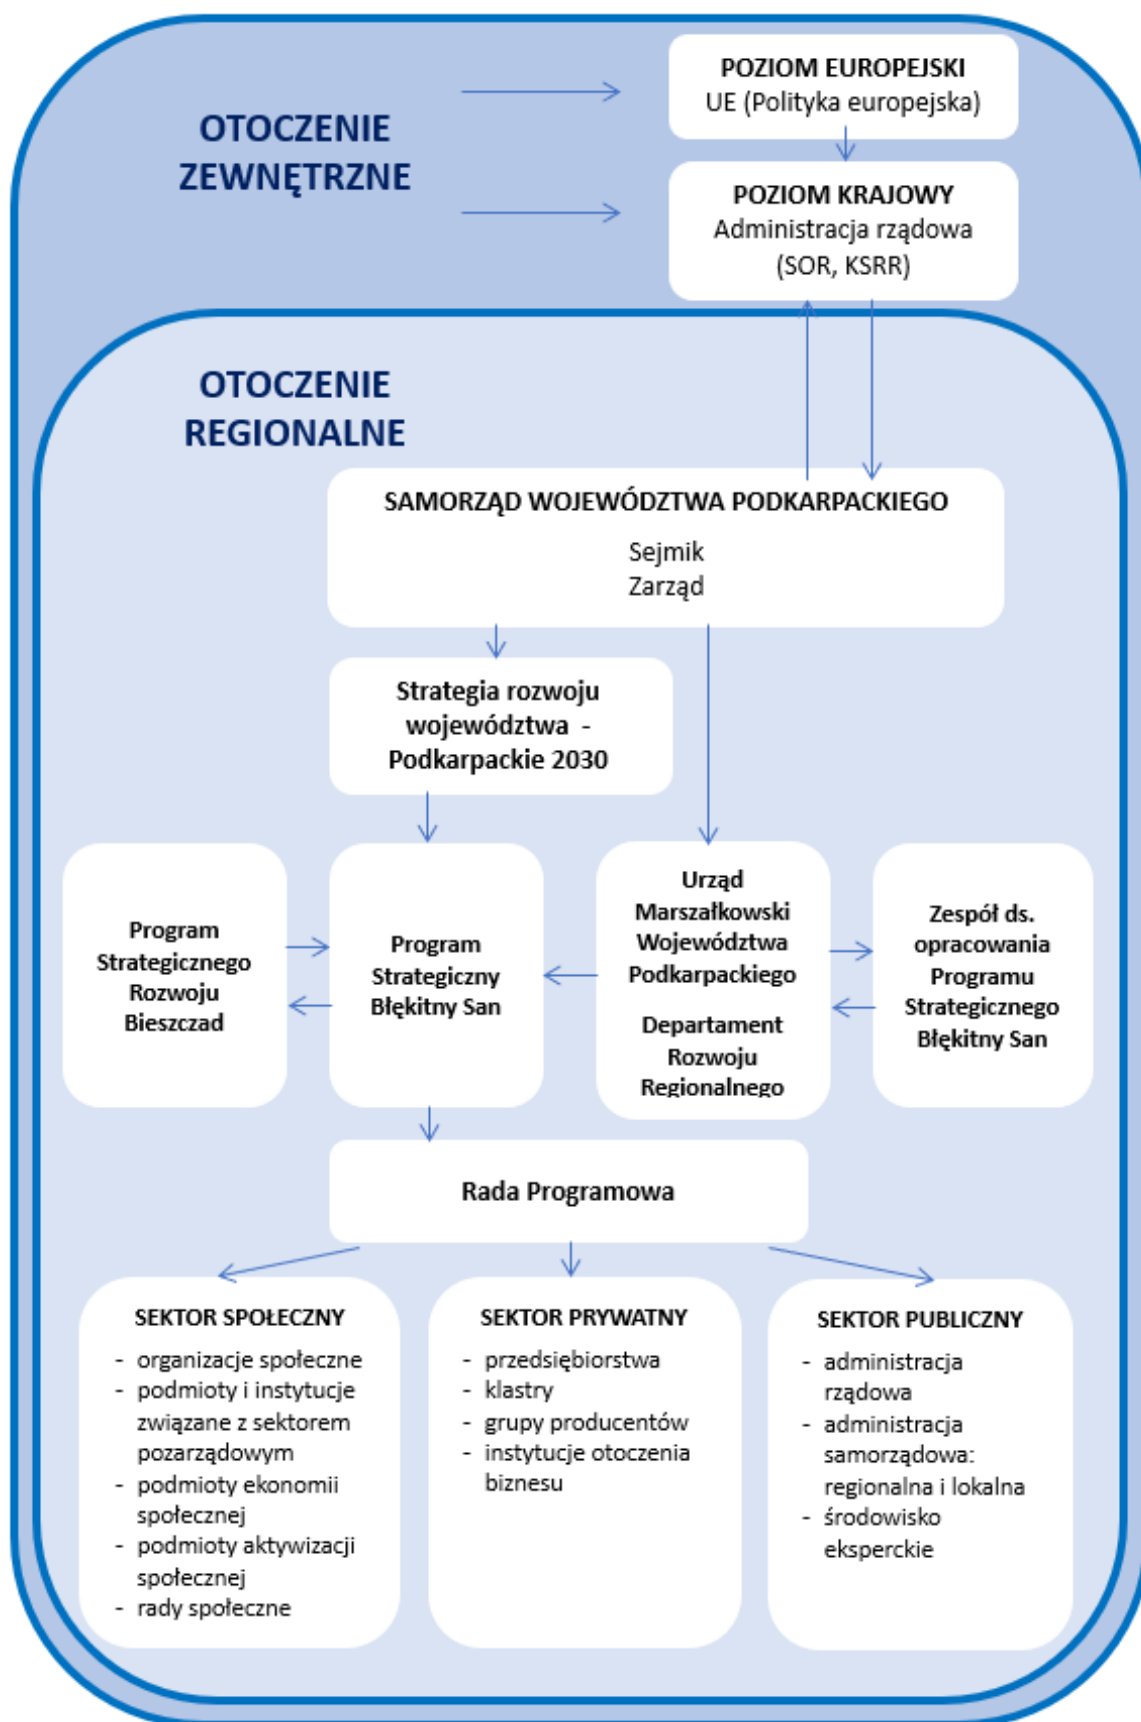 POZIOM EUROPEJSKI
UE (Polityka europejska)
OTOCZENIE
ZEWNĘTRZNE
POZIOM KRAJOWY
Administracja rządowa
(SOR, KSRR)
OTOCZENIE
REGIONALNE
SAMORZĄD WOJEWÓDZTWA PODKARPACKIEGO
Sejmik
Zarząd
Strategia rozwoju
województwa -
Podkarpackie 2030
Program
Strategicznego
Rozwoju
Bieszczad
Program
Strategiczny
Błękitny San
Urząd
Marszałkowski
Województwa
Podkarpackiego
Departament
Rozwoju
Regionalnego
Zespół ds.
opracowania
Programu
Strategicznego
Błękitny San
Rada Programowa
SEKTOR SPOŁECZNY
- organizacje społeczne
- podmioty i instytucje
związane z sektorem
pozarządowym
- podmioty ekonomii
społecznej
- podmioty aktywizacji
społecznej
- rady społeczne
SEKTOR PRYWATNY
- przedsiębiorstwa
- klastry
- grupy producentów
- instytucje otoczenia
biznesu
SEKTOR PUBLICZNY
- administracja
rządowa
- administracja
samorządowa:
regionalna i lokalna
- środowisko
eksperckie